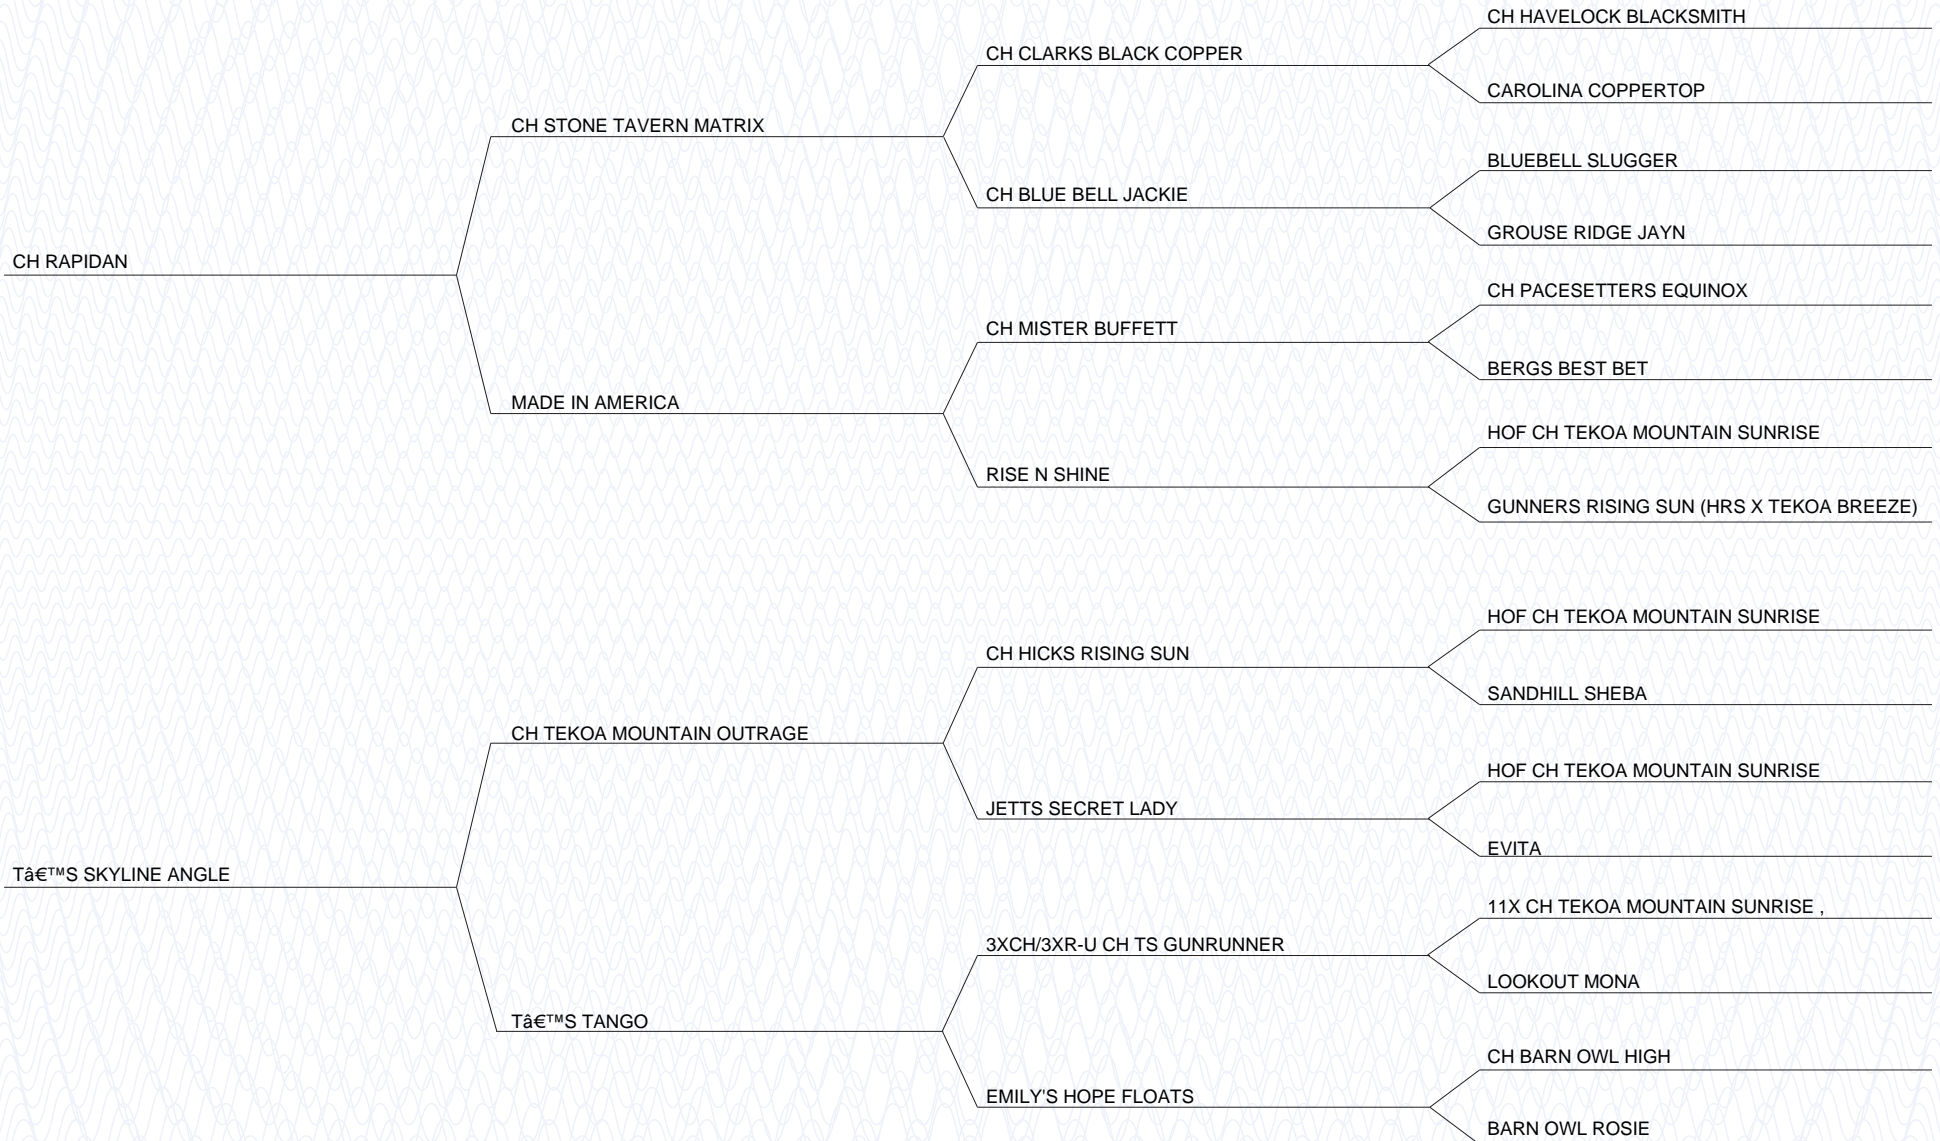 CH HAVELOCK BLACKSMITH
CH CLARKS BLACK COPPER
CAROLINA COPPERTOP
CH STONE TAVERN MATRIX
BLUEBELL SLUGGER
CH BLUE BELL JACKIE
GROUSE RIDGE JAYN
CH RAPIDAN
CH PACESETTERS EQUINOX
CH MISTER BUFFETT
BERGS BEST BET
MADE IN AMERICA
HOF CH TEKOA MOUNTAIN SUNRISE
RISE N SHINE
GUNNERS RISING SUN (HRS X TEKOA BREEZE)
HOF CH TEKOA MOUNTAIN SUNRISE
CH HICKS RISING SUN
SANDHILL SHEBA
CH TEKOA MOUNTAIN OUTRAGE
HOF CH TEKOA MOUNTAIN SUNRISE
JETTS SECRET LADY
EVITA
Tâ€™S SKYLINE ANGLE
11X CH TEKOA MOUNTAIN SUNRISE ,
3XCH/3XR-U CH TS GUNRUNNER
LOOKOUT MONA
Tâ€™S TANGO
CH BARN OWL HIGH
EMILY'S HOPE FLOATS
BARN OWL ROSIE